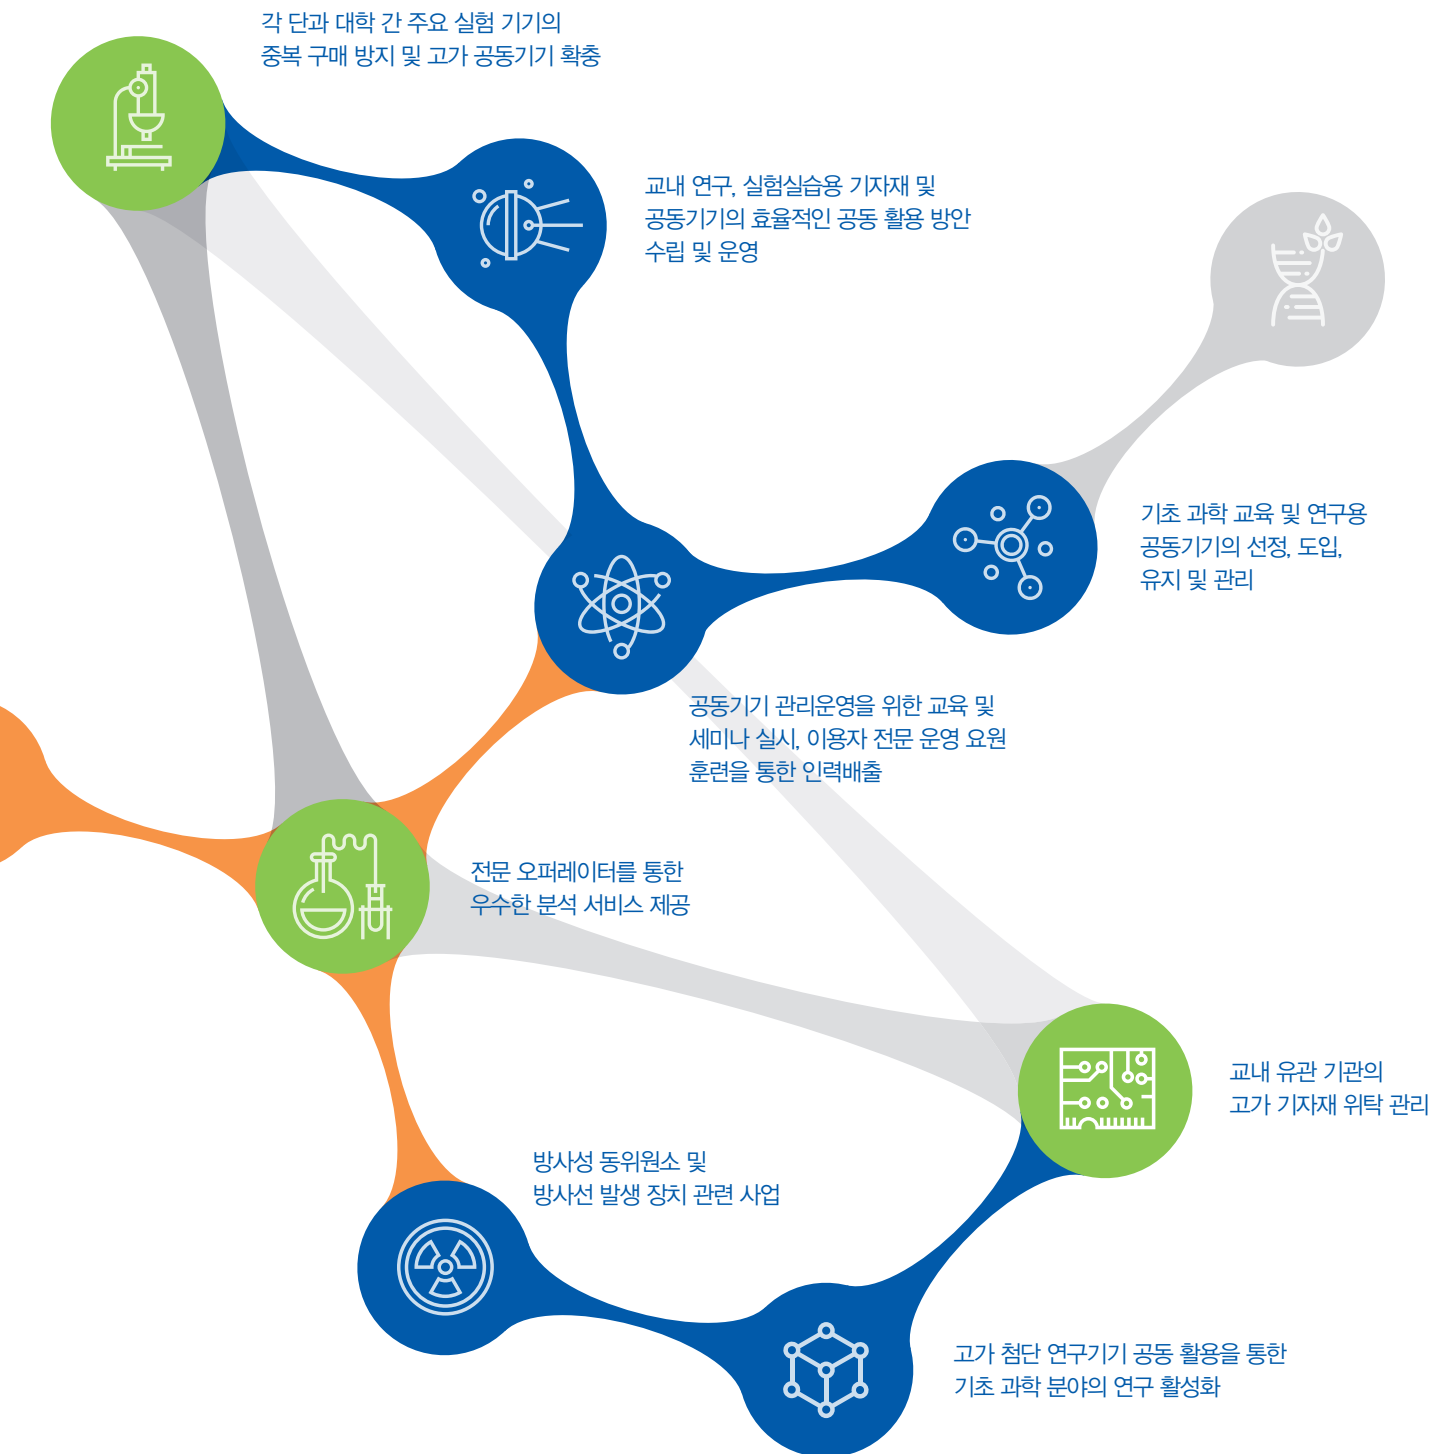 각 단과 대학 간 주요 실험 기기의
중복 구매 방지 및 고가 공동기기 확충
교내 연구, 실험실습용 기자재 및
공동기기의 효율적인 공동 활용 방안
수립 및 운영
기초 과학 교육 및 연구용
공동기기의 선정, 도입,
유지 및 관리
공동기기 관리운영을 위한 교육 및
세미나 실시, 이용자 전문 운영 요원
훈련을 통한 인력배출
전문 오퍼레이터를 통한
우수한 분석 서비스 제공
교내 유관 기관의
고가 기자재 위탁 관리
방사성 동위원소 및
방사선 발생 장치 관련 사업
고가 첨단 연구기기 공동 활용을 통한
기초 과학 분야의 연구 활성화